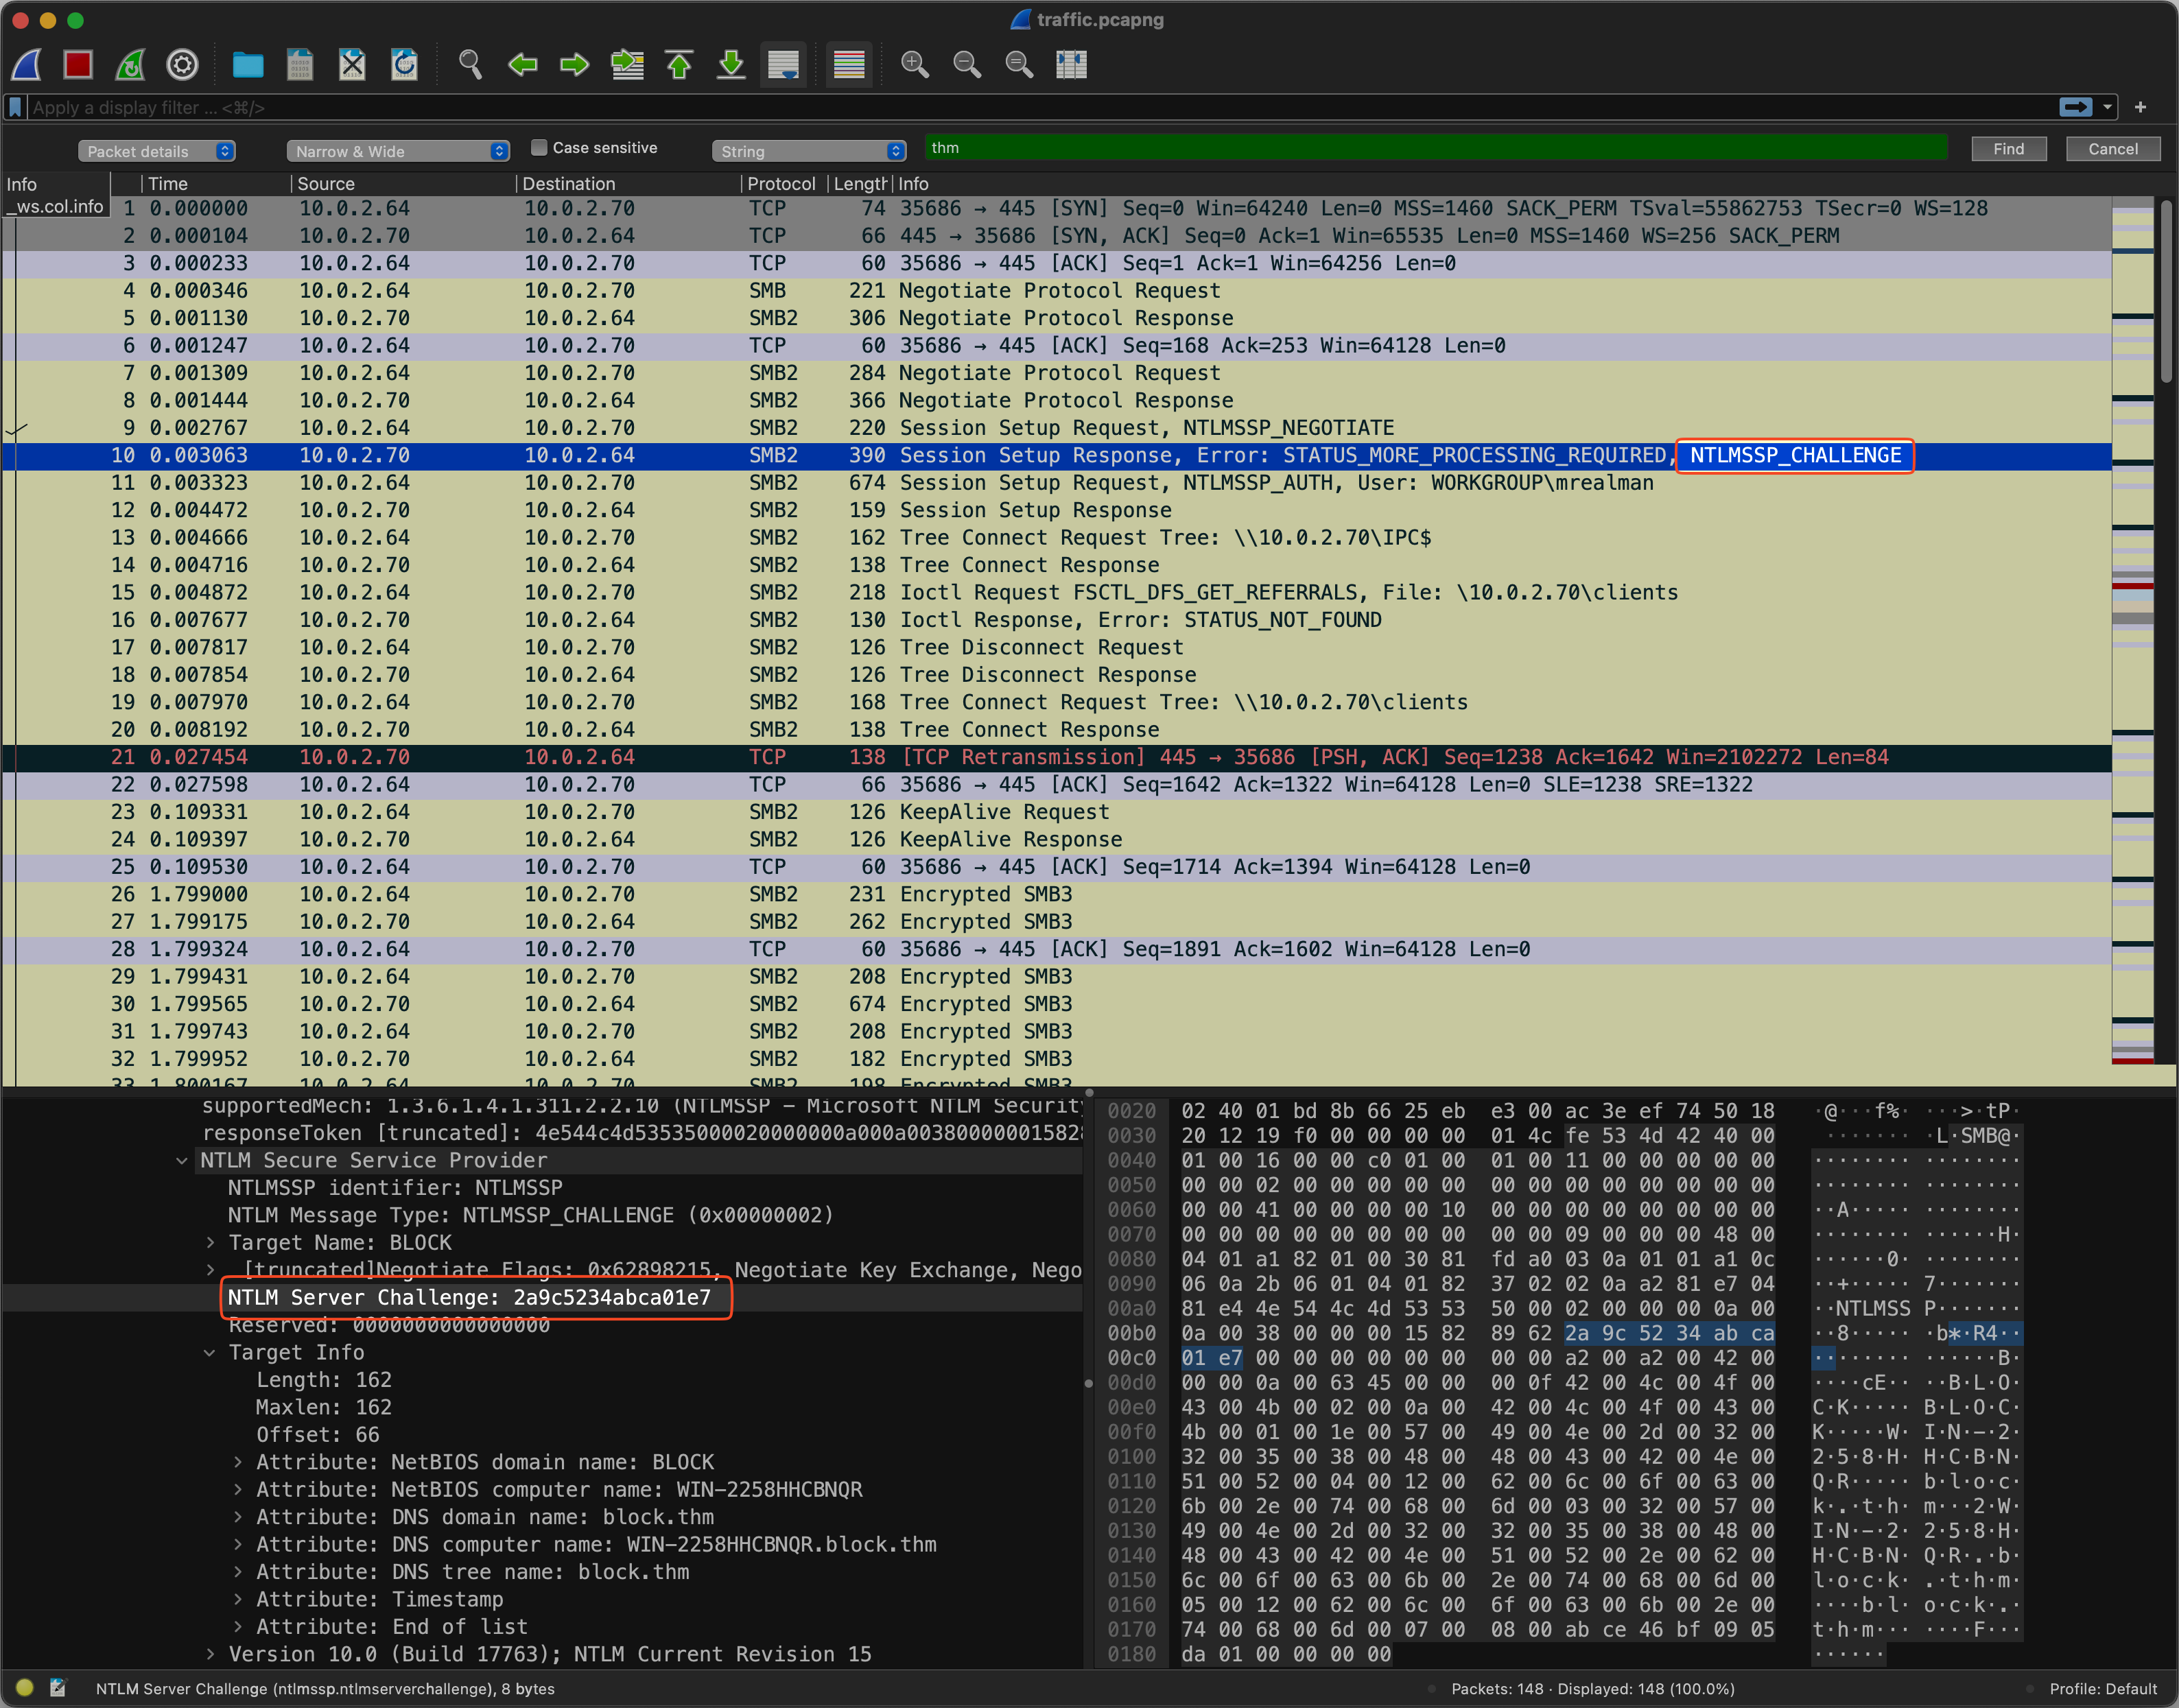 traffic.pcapng
Apply a display filter ... <⌘/>
Packet details Narrow & Wide Case sensitive String thm Find Cancel
Info Time Source Destination Protocol Length Info
_ws.col.info
1 0.000000 10.0.2.64 10.0.2.70 TCP 74 35686 → 445 [SYN] Seq=0 Win=64240 Len=0 MSS=1460 SACK_PERM TSval=55862753 TSecr=0 WS=128
2 0.000104 10.0.2.70 10.0.2.64 TCP 66 445 → 35686 [SYN, ACK] Seq=0 Ack=1 Win=65535 Len=0 MSS=1460 WS=256 SACK_PERM
3 0.000233 10.0.2.64 10.0.2.70 TCP 60 35686 → 445 [ACK] Seq=1 Ack=1 Win=64256 Len=0
4 0.000346 10.0.2.64 10.0.2.70 SMB 221 Negotiate Protocol Request
5 0.001130 10.0.2.70 10.0.2.64 SMB2 306 Negotiate Protocol Response
6 0.001247 10.0.2.64 10.0.2.70 TCP 60 35686 → 445 [ACK] Seq=168 Ack=253 Win=64128 Len=0
7 0.001309 10.0.2.64 10.0.2.70 SMB2 284 Negotiate Protocol Request
8 0.001444 10.0.2.70 10.0.2.64 SMB2 366 Negotiate Protocol Response
9 0.002767 10.0.2.64 10.0.2.70 SMB2 220 Session Setup Request, NTLMSSP_NEGOTIATE
10 0.003063 10.0.2.70 10.0.2.64 SMB2 390 Session Setup Response, Error: STATUS_MORE_PROCESSING_REQUIRED, NTLMSSP_CHALLENGE
11 0.003323 10.0.2.64 10.0.2.70 SMB2 674 Session Setup Request, NTLMSSP_AUTH, User: WORKGROUP\mrealman
12 0.004472 10.0.2.70 10.0.2.64 SMB2 159 Session Setup Response
13 0.004666 10.0.2.64 10.0.2.70 SMB2 162 Tree Connect Request Tree: \\10.0.2.70\IPC$
14 0.004716 10.0.2.70 10.0.2.64 SMB2 138 Tree Connect Response
15 0.004872 10.0.2.64 10.0.2.70 SMB2 218 Ioctl Request FSCTL_DFS_GET_REFERRALS, File: \10.0.2.70\clients
16 0.007677 10.0.2.70 10.0.2.64 SMB2 130 Ioctl Response, Error: STATUS_NOT_FOUND
17 0.007817 10.0.2.64 10.0.2.70 SMB2 126 Tree Disconnect Request
18 0.007854 10.0.2.70 10.0.2.64 SMB2 126 Tree Disconnect Response
19 0.007970 10.0.2.64 10.0.2.70 SMB2 168 Tree Connect Request Tree: \\10.0.2.70\clients
20 0.008192 10.0.2.70 10.0.2.64 SMB2 138 Tree Connect Response
21 0.027454 10.0.2.70 10.0.2.64 TCP 138 [TCP Retransmission] 445 → 35686 [PSH, ACK] Seq=1238 Ack=1642 Win=2102272 Len=84
22 0.027598 10.0.2.64 10.0.2.70 TCP 66 35686 → 445 [ACK] Seq=1642 Ack=1322 Win=64128 Len=0 SLE=1238 SRE=1322
23 0.109331 10.0.2.64 10.0.2.70 SMB2 126 KeepAlive Request
24 0.109397 10.0.2.70 10.0.2.64 SMB2 126 KeepAlive Response
25 0.109530 10.0.2.64 10.0.2.70 TCP 60 35686 → 445 [ACK] Seq=1714 Ack=1394 Win=64128 Len=0
26 1.799000 10.0.2.64 10.0.2.70 SMB2 231 Encrypted SMB3
27 1.799175 10.0.2.70 10.0.2.64 SMB2 262 Encrypted SMB3
28 1.799324 10.0.2.64 10.0.2.70 TCP 60 35686 → 445 [ACK] Seq=1891 Ack=1602 Win=64128 Len=0
29 1.799431 10.0.2.64 10.0.2.70 SMB2 208 Encrypted SMB3
30 1.799565 10.0.2.70 10.0.2.64 SMB2 674 Encrypted SMB3
31 1.799743 10.0.2.64 10.0.2.70 SMB2 208 Encrypted SMB3
32 1.799952 10.0.2.70 10.0.2.64 SMB2 182 Encrypted SMB3
33 1.800167 10.0.2.64 10.0.2.70 SMB2 198 Encrypted SMB3
supportedMech: 1.3.6.1.4.1.311.2.2.10 (NTLMSSP – Microsoft NTLM Security
responseToken [truncated]: 4e544c4d53535000020000000a000a003800000015828
NTLM Secure Service Provider
NTLMSSP identifier: NTLMSSP
NTLM Message Type: NTLMSSP_CHALLENGE (0x00000002)
Target Name: BLOCK
[truncated]Negotiate Flags: 0x62898215, Negotiate Key Exchange, Nego
NTLM Server Challenge: 2a9c5234abca01e7
Reserved: 0000000000000000
Target Info
Length: 162
Maxlen: 162
Offset: 66
Attribute: NetBIOS domain name: BLOCK
Attribute: NetBIOS computer name: WIN-2258HHCBNQR
Attribute: DNS domain name: block.thm
Attribute: DNS computer name: WIN-2258HHCBNQR.block.thm
Attribute: DNS tree name: block.thm
Attribute: Timestamp
Attribute: End of list
Version 10.0 (Build 17763); NTLM Current Revision 15
0020 02 40 01 bd 8b 66 25 eb e3 00 ac 3e ef 74 50 18 ·@···f%· ···>·tP·
0030 20 12 19 f0 00 00 00 00 01 4c fe 53 4d 42 40 00 ······· ·L·SMB@·
0040 01 00 16 00 00 c0 01 00 01 00 11 00 00 00 00 00 ········ ········
0050 00 00 02 00 00 00 00 00 00 00 00 00 00 00 00 00 ········ ········
0060 00 00 41 00 00 00 00 10 00 00 00 00 00 00 00 00 ··A····· ········
0070 00 00 00 00 00 00 00 00 00 00 09 00 00 00 48 00 ········ ······H·
0080 04 01 a1 82 01 00 30 81 fd a0 03 0a 01 01 a1 0c ······0· ········
0090 06 0a 2b 06 01 04 01 82 37 02 02 0a a2 81 e7 04 ··+····· 7·······
00a0 81 e4 4e 54 4c 4d 53 53 50 00 02 00 00 00 0a 00 ··NTLMSS P·······
00b0 0a 00 38 00 00 00 15 82 89 62 2a 9c 52 34 ab ca ··8····· ·b*·R4··
00c0 01 e7 00 00 00 00 00 00 00 00 a2 00 a2 00 42 00 ········ ······B·
00d0 00 00 0a 00 63 45 00 00 00 0f 42 00 4c 00 4f 00 ····cE·· ··B·L·O·
00e0 43 00 4b 00 02 00 0a 00 42 00 4c 00 4f 00 43 00 C·K····· B·L·O·C·
00f0 4b 00 01 00 1e 00 57 00 49 00 4e 00 2d 00 32 00 K·····W· I·N·-·2·
0100 32 00 35 00 38 00 48 00 48 00 43 00 42 00 4e 00 2·5·8·H· H·C·B·N·
0110 51 00 52 00 04 00 12 00 62 00 6c 00 6f 00 63 00 Q·R····· b·l·o·c·
0120 6b 00 2e 00 74 00 68 00 6d 00 03 00 32 00 57 00 k·.·t·h· m···2·W·
0130 49 00 4e 00 2d 00 32 00 32 00 35 00 38 00 48 00 I·N·-·2· 2·5·8·H·
0140 48 00 43 00 42 00 4e 00 51 00 52 00 2e 00 62 00 H·C·B·N· Q·R·.·b·
0150 6c 00 6f 00 63 00 6b 00 2e 00 74 00 68 00 6d 00 l·o·c·k· .·t·h·m·
0160 05 00 12 00 62 00 6c 00 6f 00 63 00 6b 00 2e 00 ····b·l· o·c·k·.·
0170 74 00 68 00 6d 00 07 00 08 00 ab ce 46 bf 09 05 t·h·m··· ····F···
0180 da 01 00 00 00 00 ······
NTLM Server Challenge (ntlmssp.ntlmserverchallenge), 8 bytes
Packets: 148 · Displayed: 148 (100.0%)
Profile: Default